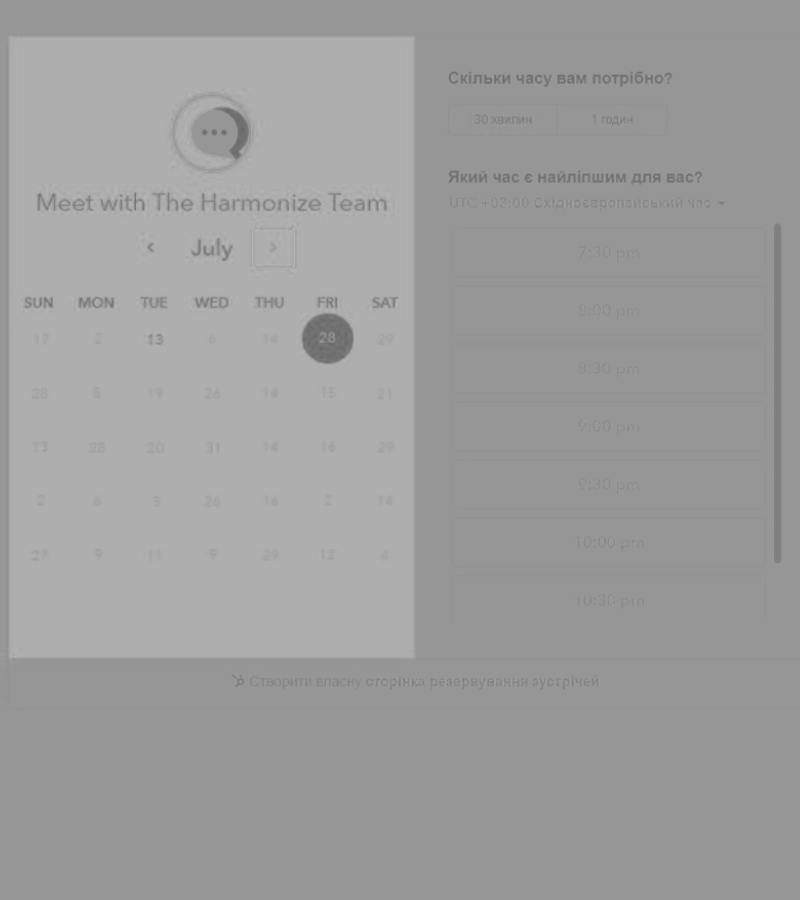 Meet with The Harmonize Team
July
SUN MON TUE WED THU FRI SAT
17 2 13 6 14 28 29
28 5 19 26 14 15 21
13 28 20 31 14 16 29
2 6 3 26 16 2 14
27 9 11 9 29 12 4
Скільки часу вам потрібно?
30 хвилин 1 годин
Який час є найліпшим для вас?
UTC +02:00 Східноєвропейський час
7:30 pm
8:00 pm
8:30 pm
9:00 pm
9:30 pm
10:00 pm
10:30 pm
Створити власну сторінка резервування зустрічей